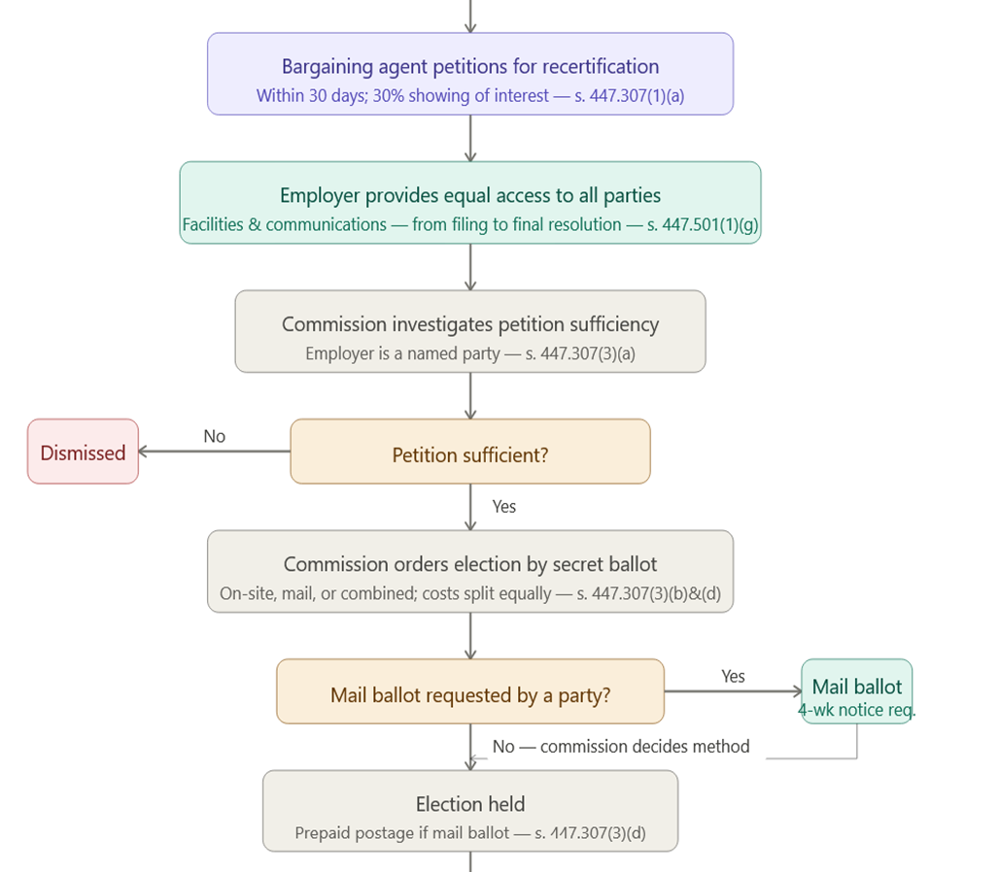 Bargaining agent petitions for recertification
Within 30 days; 30% showing of interest — s. 447.307(1)(a)
Employer provides equal access to all parties
Facilities & communications — from filing to final resolution — s. 447.501(1)(g)
Commission investigates petition sufficiency
Employer is a named party — s. 447.307(3)(a)
Dismissed
No
Petition sufficient?
Yes
Commission orders election by secret ballot
On-site, mail, or combined; costs split equally — s. 447.307(3)(b)&(d)
Mail ballot requested by a party?
Yes
Mail ballot
4-wk notice req.
No — commission decides method
Election held
Prepaid postage if mail ballot — s. 447.307(3)(d)